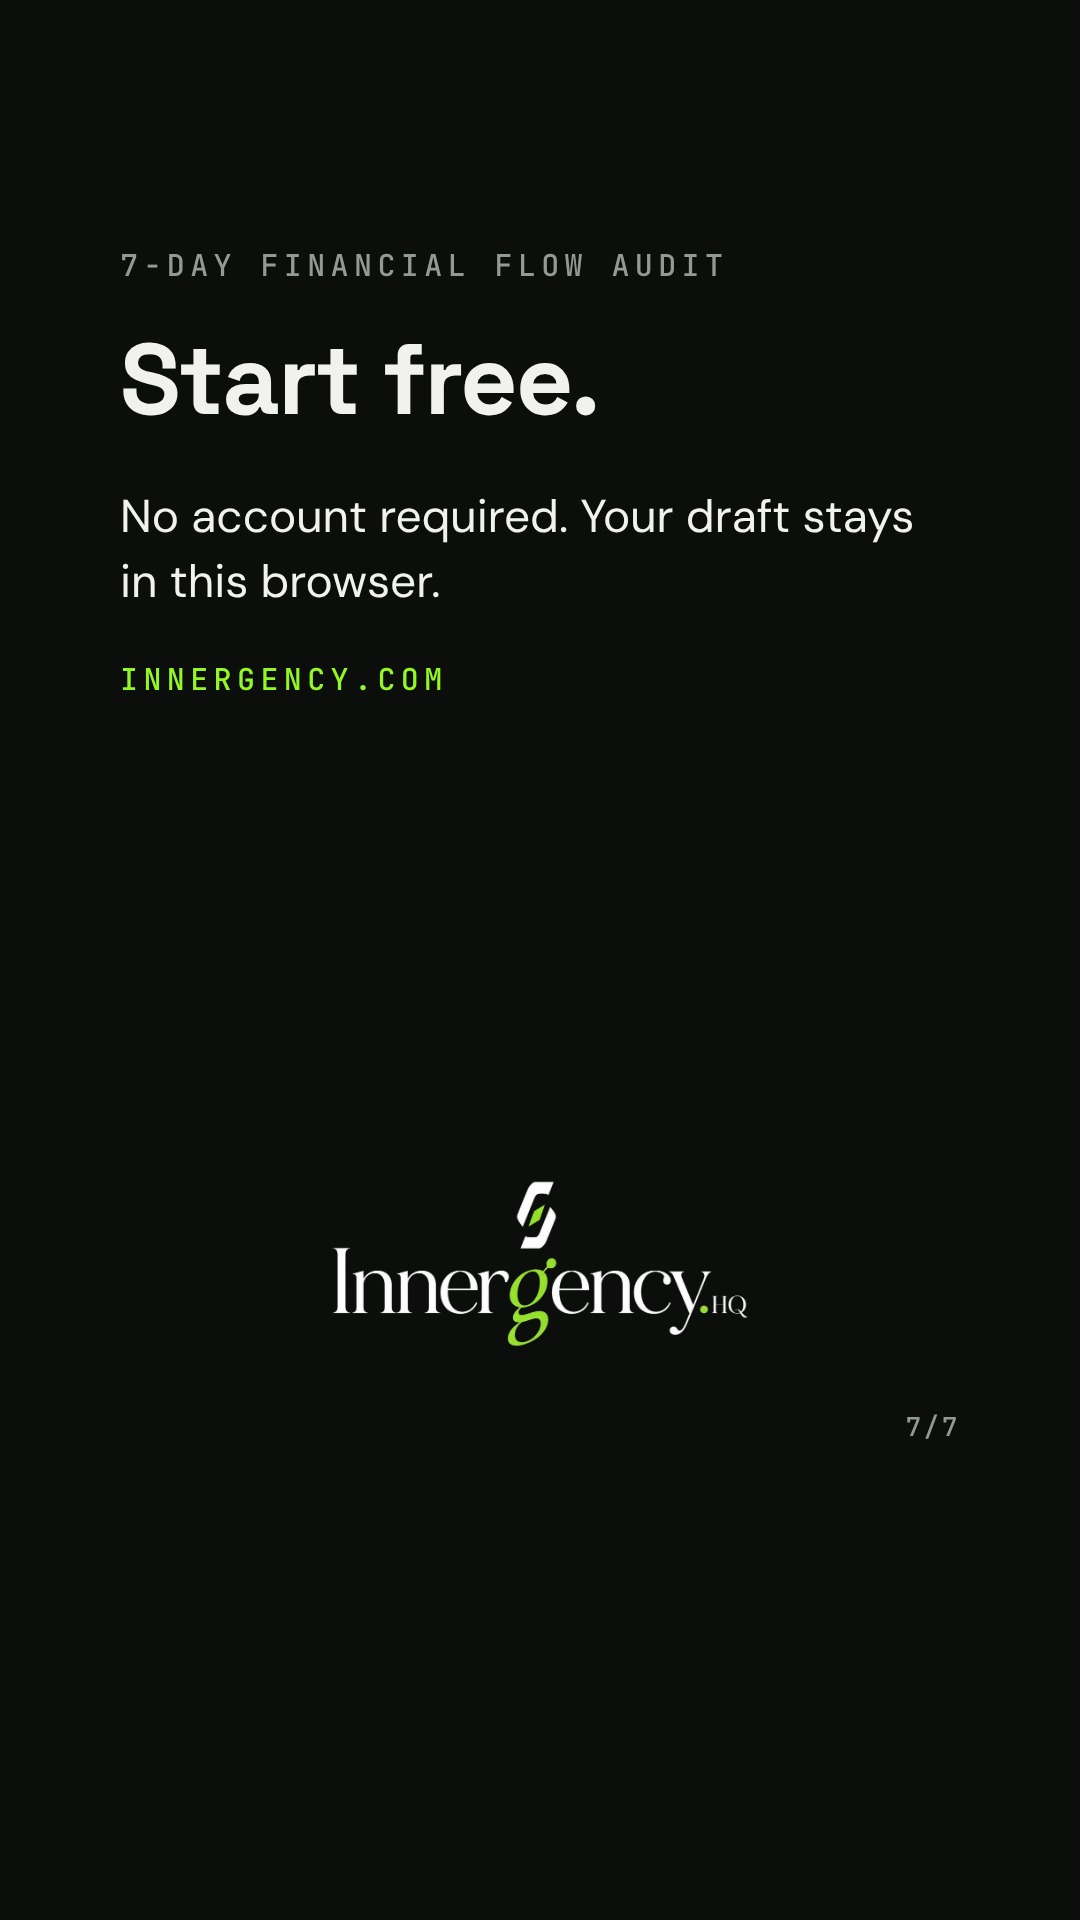 7-DAY FINANCIAL FLOW AUDIT
Start free.
No account required. Your draft stays
in this browser.
INNERGENCY.COM
Innergency.HQ
7/7